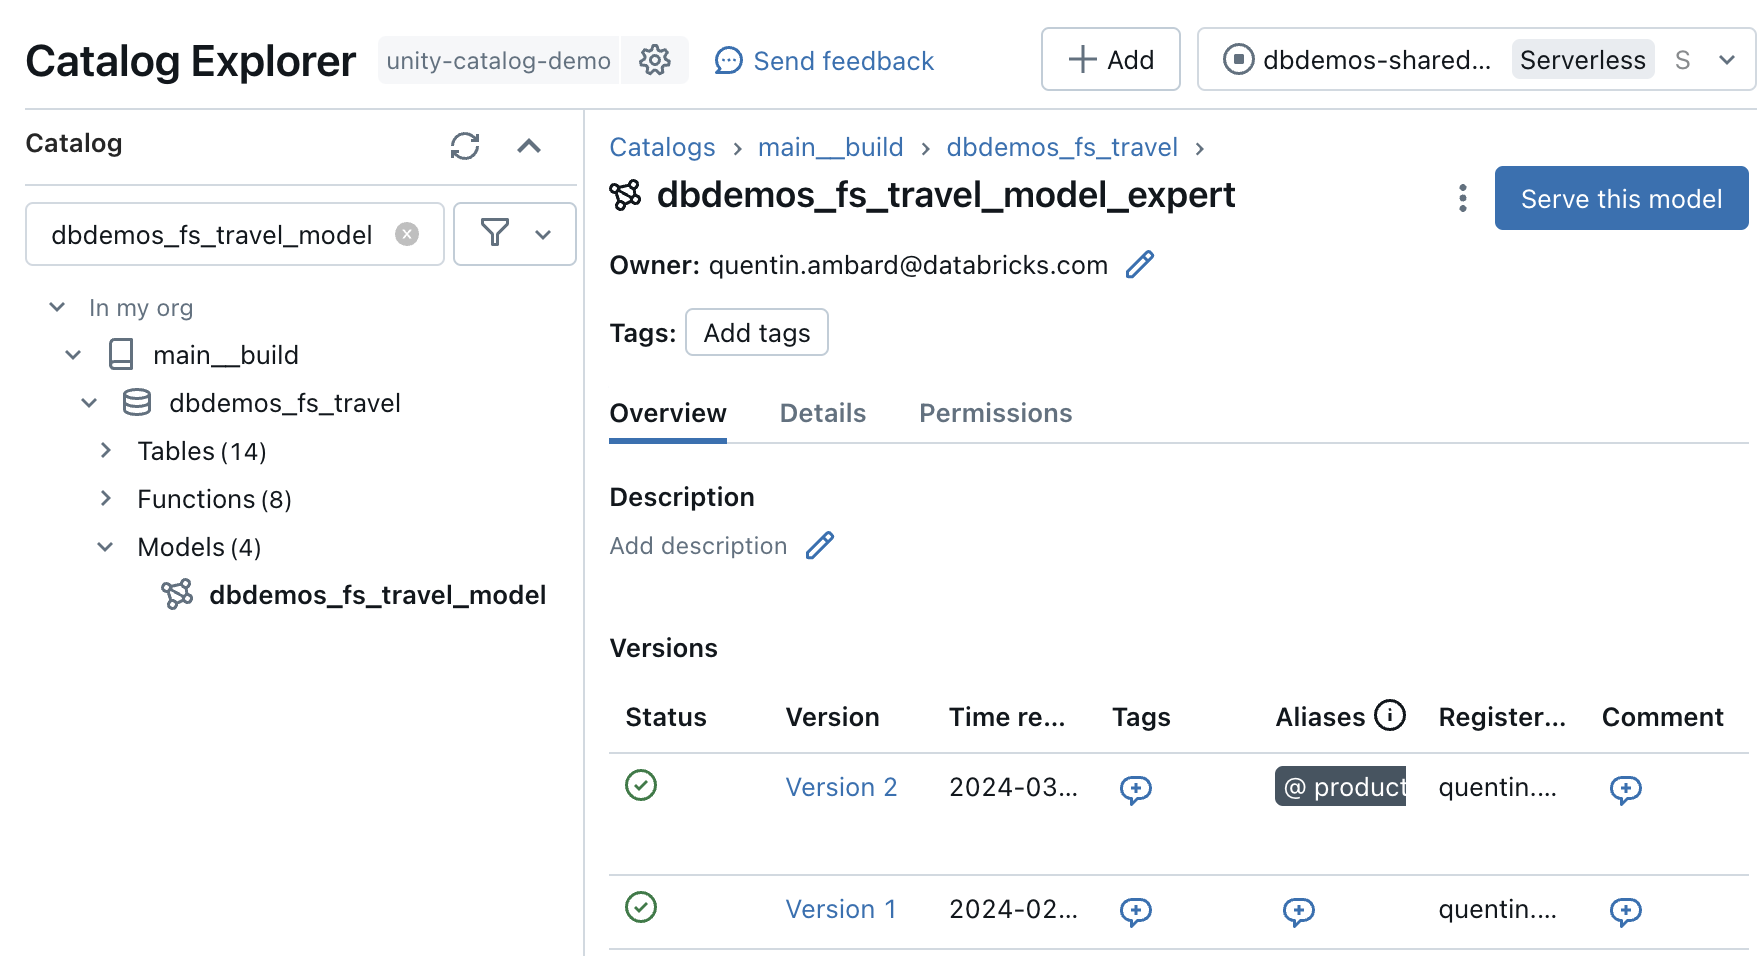 Catalog Explorer unity-catalog-demo Send feedback Add dbdemos-shared... Serverless S
Catalog
dbdemos_fs_travel_model
In my org
main__build
dbdemos_fs_travel
Tables (14)
Functions (8)
Models (4)
dbdemos_fs_travel_model
Catalogs > main__build > dbdemos_fs_travel >
dbdemos_fs_travel_model_expert
Serve this model
Owner: quentin.ambard@databricks.com
Tags: Add tags
Overview Details Permissions
Description
Add description
Versions
Status Version Time re... Tags Aliases Register... Comment
Version 2 2024-03... @ product quentin....
Version 1 2024-02... quentin....